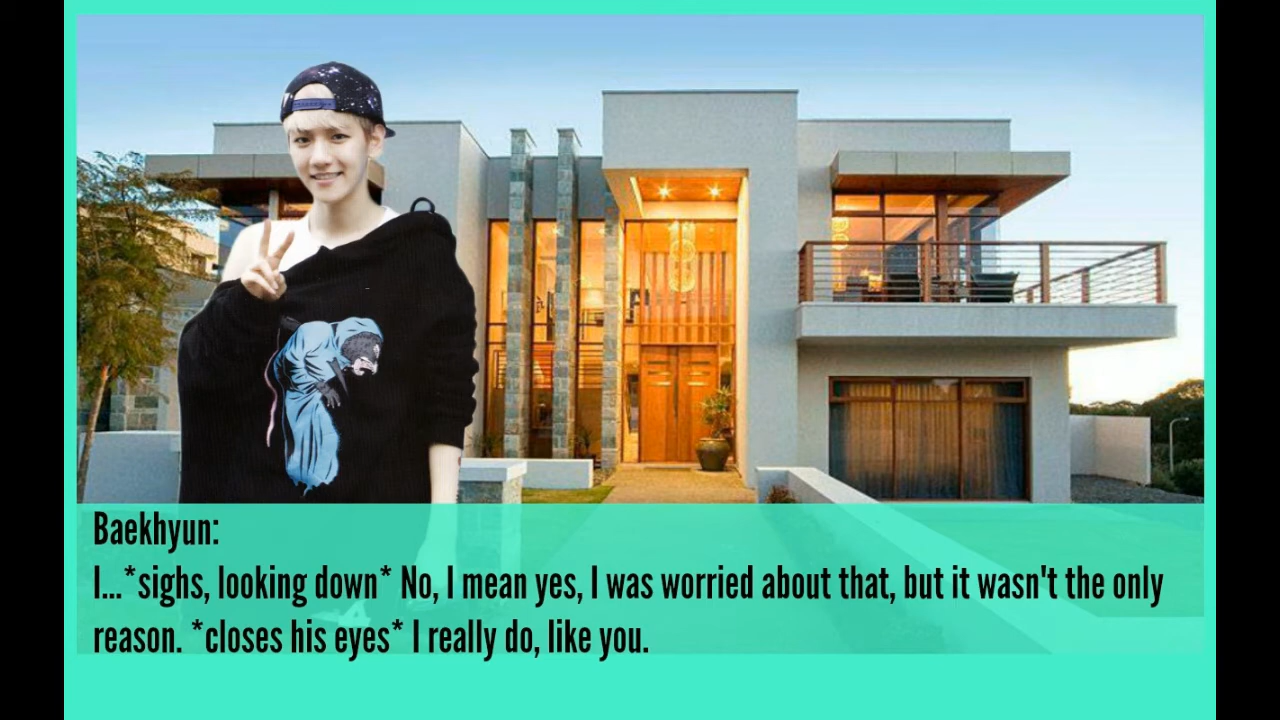 Baekhyun:
I...*sighs, looking down* No, I mean yes, I was worried about that, but it wasn't the only
reason. *closes his eyes* I really do, like you.